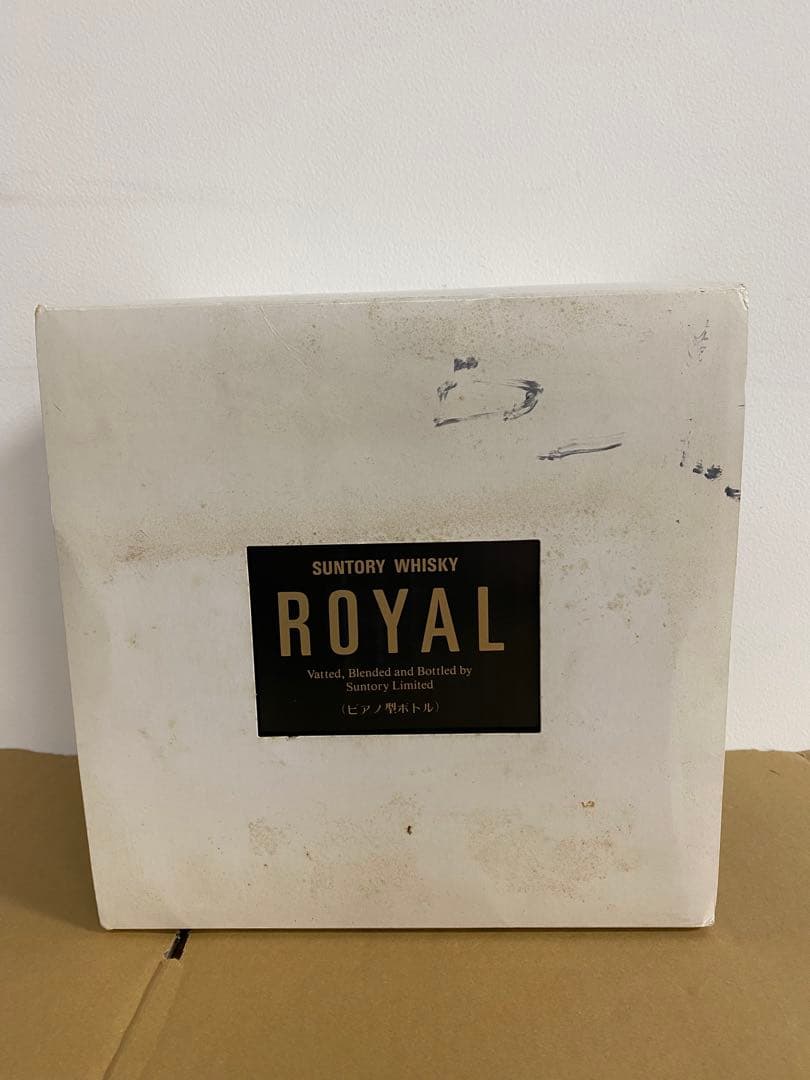 SUNTORY WHISKY
ROYAL
Vatted, Blended and Bottled by
Suntory Limited
(ピアノ型ボトル)